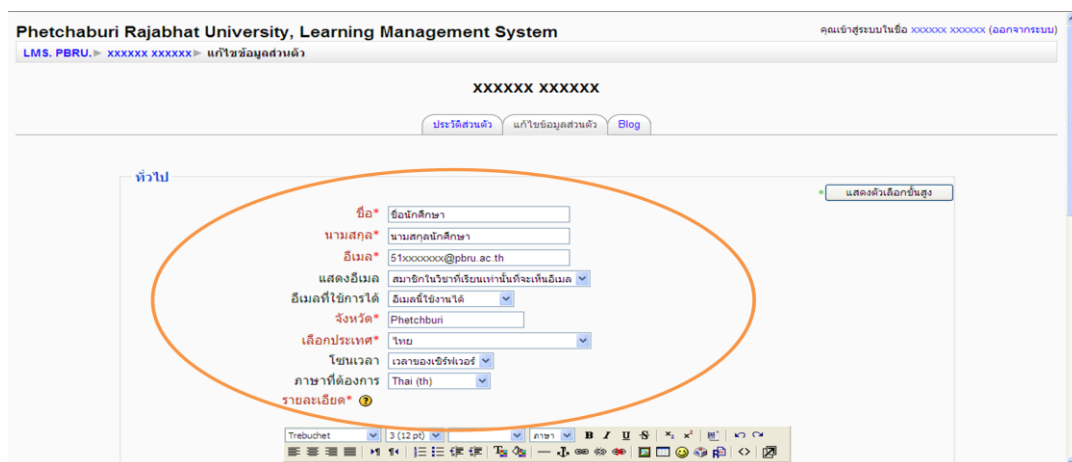 Phetchaburi Rajabhat University, Learning Management System
คุณเข้าสู่ระบบในชื่อ xxxxxx xxxxxx (ออกจากระบบ)
LMS. PBRU. ► xxxxxx xxxxxx ► แก้ไขข้อมูลส่วนตัว
xxxxxx xxxxxx
ประวัติส่วนตัว แก้ไขข้อมูลส่วนตัว Blog
ทั่วไป
* แสดงตัวเลือกขั้นสูง
ชื่อ* ชื่อนักศึกษา
นามสกุล* นามสกุลนักศึกษา
อีเมล* 51xxxxxxx@pbru.ac.th
แสดงอีเมล สมาชิกในวิชาที่เรียนเท่านั้นที่จะเห็นอีเมล
อีเมลที่ใช้การได้ อีเมลนี้ใช้งานได้
จังหวัด* Phetchburi
เลือกประเทศ* ไทย
โซนเวลา เวลาของเซิร์ฟเวอร์
ภาษาที่ต้องการ Thai (th)
รายละเอียด* ?
Trebuchet 3 (12 pt) ภาษา B I U S x₂ x²